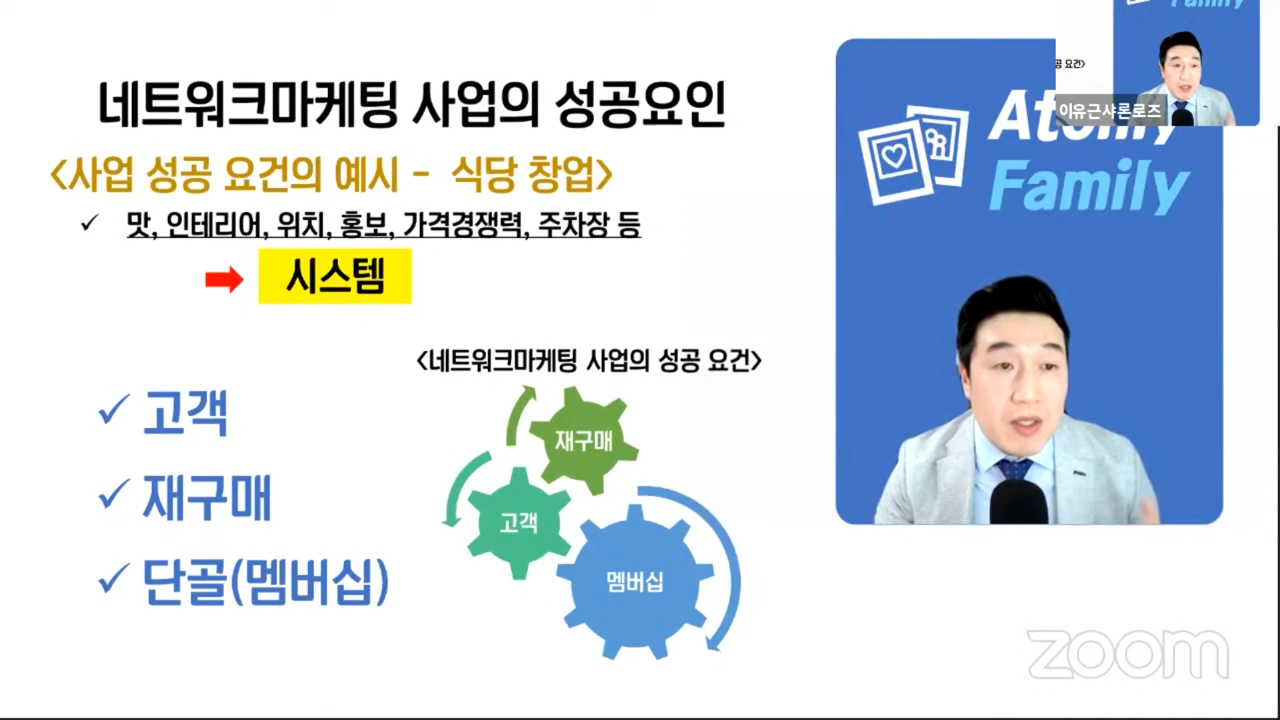 네트워크마케팅 사업의 성공요인
<사업 성공 요건의 예시 - 식당 창업>
✓ 맛, 인테리어, 위치, 홍보, 가격경쟁력, 주차장 등
시스템
<네트워크마케팅 사업의 성공 요건>
✓ 고객
✓ 재구매
✓ 단골(멤버십)
재구매
고객
멤버십
Family
공 요건>
이유근샤론로즈
Family
zoom